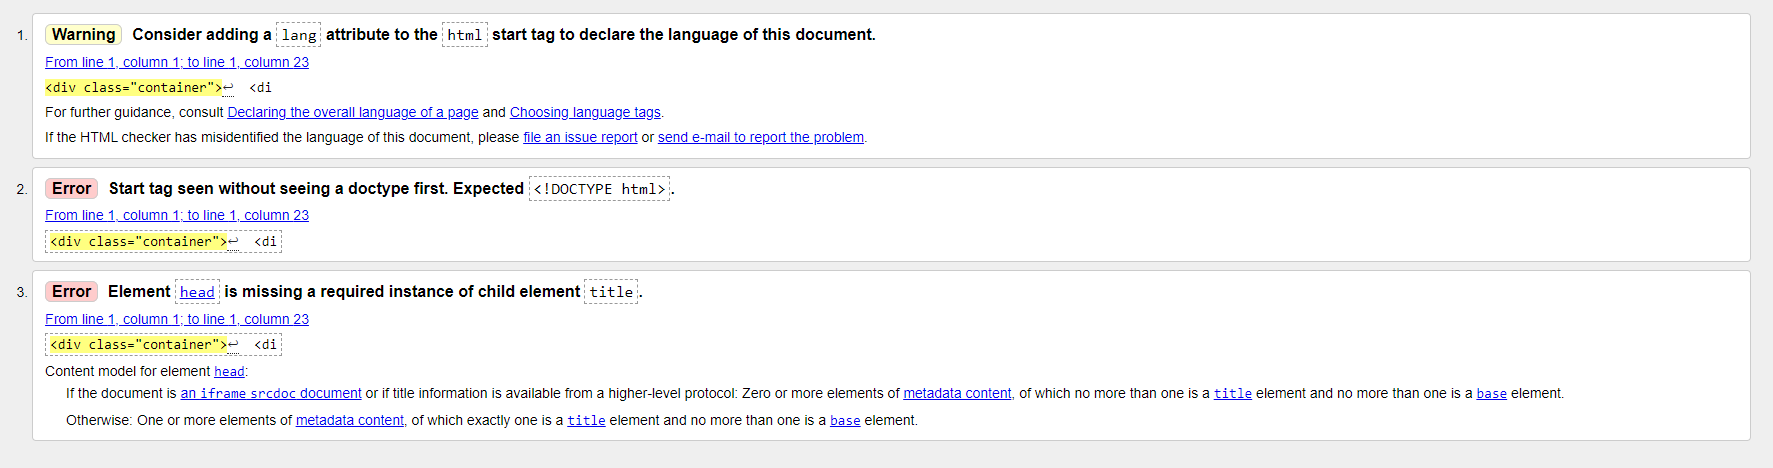 1. Warning Consider adding a lang attribute to the html start tag to declare the language of this document.
From line 1, column 1; to line 1, column 23
<div class="container">↩ <di
For further guidance, consult Declaring the overall language of a page and Choosing language tags.
If the HTML checker has misidentified the language of this document, please file an issue report or send e-mail to report the problem.
2. Error Start tag seen without seeing a doctype first. Expected <!DOCTYPE html>.
From line 1, column 1; to line 1, column 23
<div class="container">↩ <di
3. Error Element head is missing a required instance of child element title.
From line 1, column 1; to line 1, column 23
<div class="container">↩ <di
Content model for element head:
If the document is an iframe srcdoc document or if title information is available from a higher-level protocol: Zero or more elements of metadata content, of which no more than one is a title element and no more than one is a base element.
Otherwise: One or more elements of metadata content, of which exactly one is a title element and no more than one is a base element.